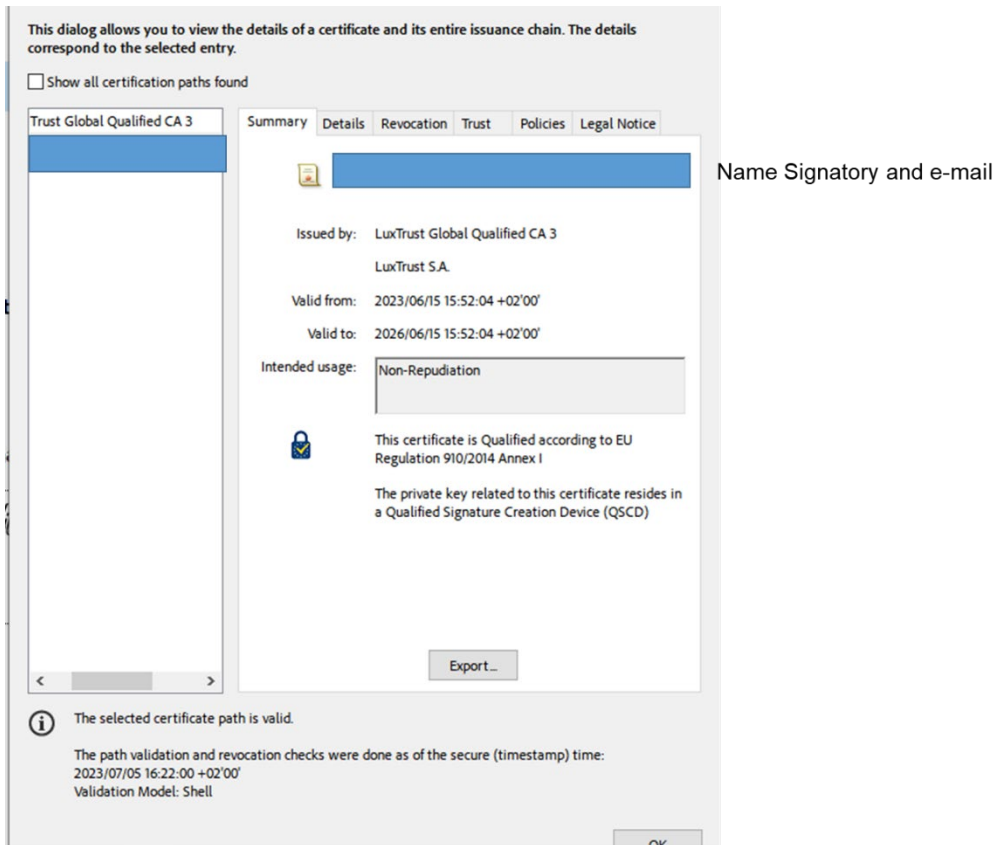 This dialog allows you to view the details of a certificate and its entire issuance chain. The details
correspond to the selected entry.
Show all certification paths found
Trust Global Qualified CA 3
Summary Details Revocation Trust Policies Legal Notice
Name Signatory and e-mail
Issued by: LuxTrust Global Qualified CA 3
LuxTrust S.A.
Valid from: 2023/06/15 15:52:04 +02'00'
Valid to: 2026/06/15 15:52:04 +02'00'
Intended usage: Non-Repudiation
This certificate is Qualified according to EU
Regulation 910/2014 Annex I
The private key related to this certificate resides in
a Qualified Signature Creation Device (QSCD)
Export...
The selected certificate path is valid.
The path validation and revocation checks were done as of the secure (timestamp) time:
2023/07/05 16:22:00 +02'00'
Validation Model: Shell
OK